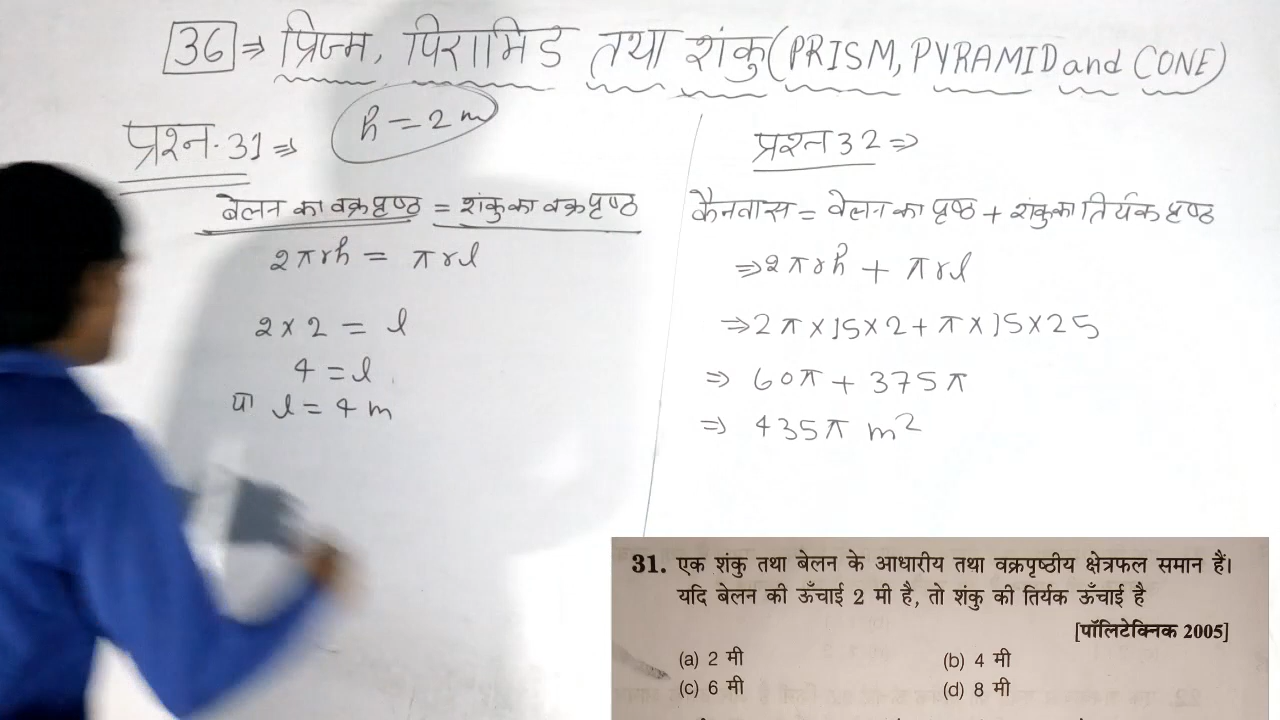 36 ⇒ प्रिज्म, पिरामिड तथा शंकु (PRISM, PYRAMID and CONE)
प्रश्न.31 ⇒ h = 2 m
बेलन का वक्रपृष्ठ = शंकु का वक्रपृष्ठ
2πrh = πrl
2 × 2 = l
4 = l
या l = 4 m
प्रश्न 32 ⇒
कैनवास = बेलन का पृष्ठ + शंकु का तिर्यक पृष्ठ
⇒ 2πrh + πrl
⇒ 2π×15×2 + π×15×25
⇒ 60π + 375π
⇒ 435π m²
31. एक शंकु तथा बेलन के आधारीय तथा वक्रपृष्ठीय क्षेत्रफल समान हैं।
यदि बेलन की ऊँचाई 2 मी है, तो शंकु की तिर्यक ऊँचाई है
[पॉलिटेक्निक 2005]
(a) 2 मी (b) 4 मी
(c) 6 मी (d) 8 मी